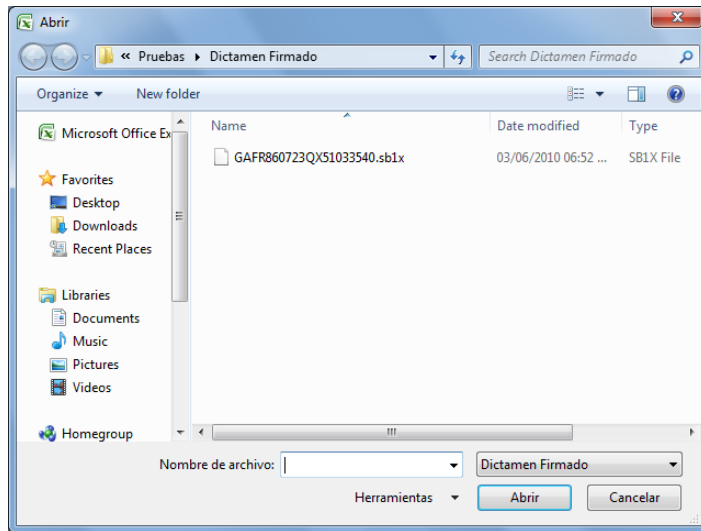 Abrir
« Pruebas ▸ Dictamen Firmado
Search Dictamen Firmado
Organize ▾ New folder
Microsoft Office Ex
Favorites
Desktop
Downloads
Recent Places
Libraries
Documents
Music
Pictures
Videos
Homegroup
Name Date modified Type
GAFR860723QX51033540.sb1x 03/06/2010 06:52 ... SB1X File
Nombre de archivo: Dictamen Firmado
Herramientas ▾ Abrir Cancelar